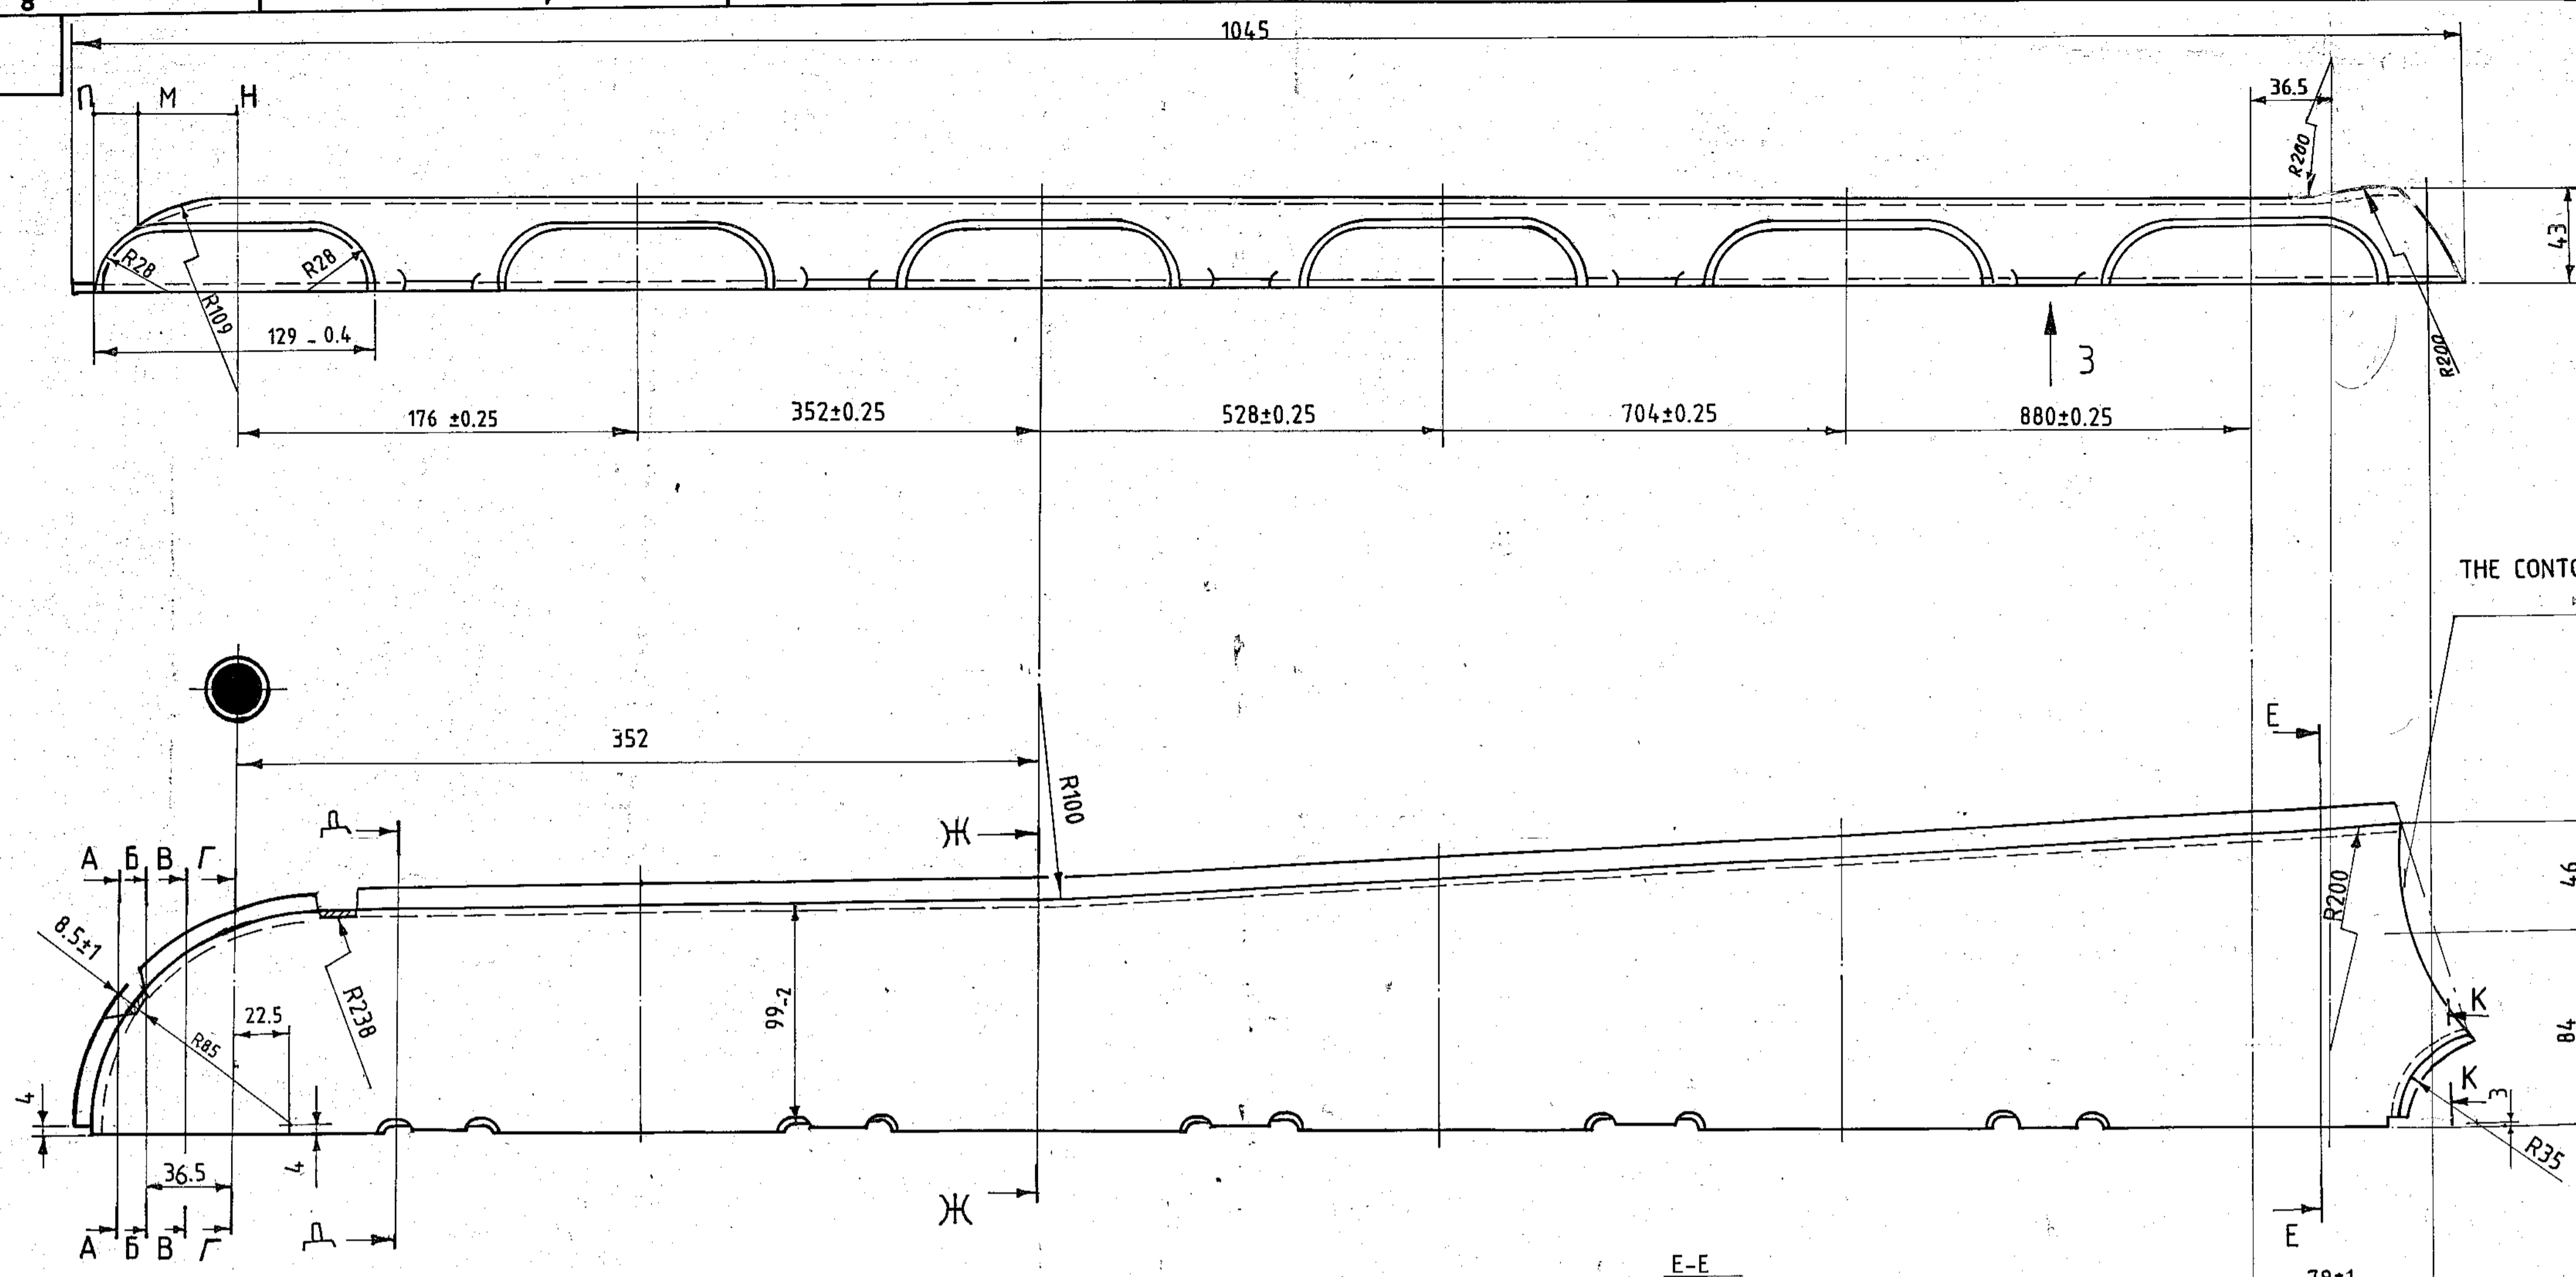 8
1045
П М Н
36.5
R200
43
R28
R28
R109
R200
129 - 0.4
З
176 ±0.25
352±0.25
528±0.25
704±0.25
880±0.25
THE CONTO
352
Е
R100
Д
Ж
А Б В Г
46
R200
8.5±1
R238
99-2
22.5
R85
К
84
4
К
3
4
R35
36.5
Ж
А Б В Г
Д
Е
Е-Е